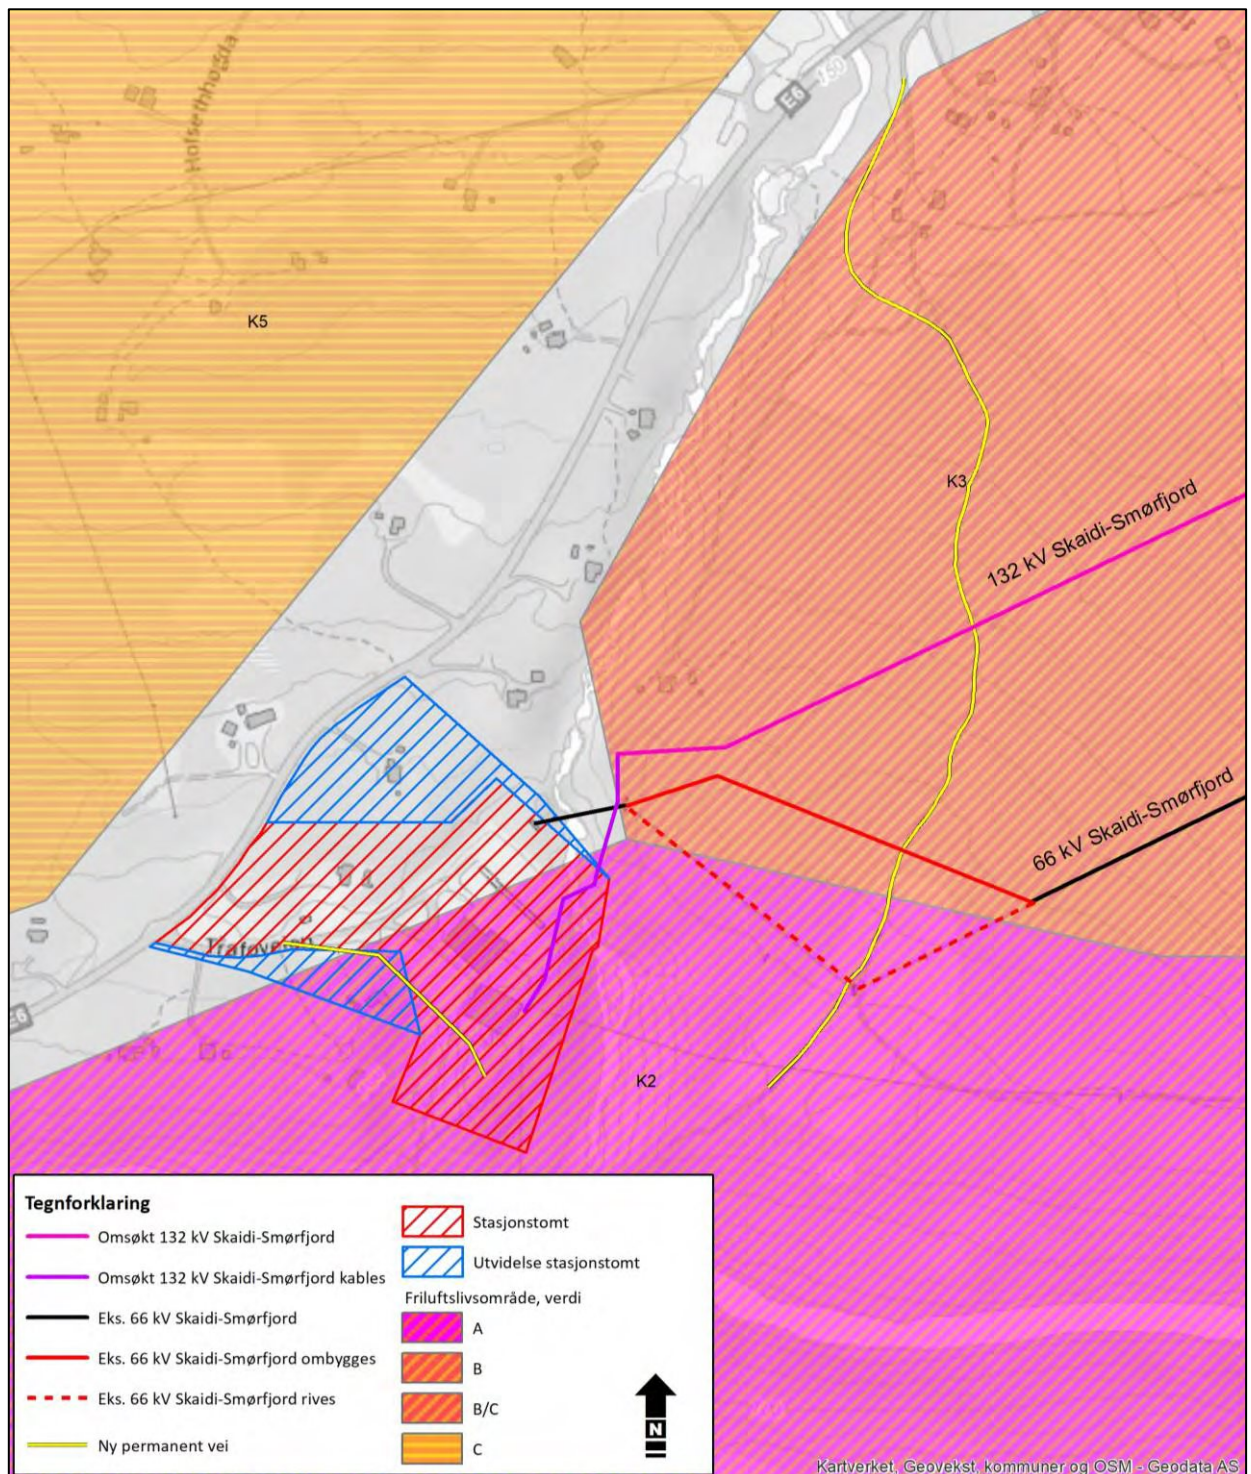 Hofsethhøgda
E6
160
K5
K3
132 kV Skaidi-Smørfjord
66 kV Skaidi-Smørfjord
Trafoveien
E6
K2
Tegnforklaring
Omsøkt 132 kV Skaidi-Smørfjord
Omsøkt 132 kV Skaidi-Smørfjord kables
Eks. 66 kV Skaidi-Smørfjord
Eks. 66 kV Skaidi-Smørfjord ombygges
Eks. 66 kV Skaidi-Smørfjord rives
Ny permanent vei
Stasjonstomt
Utvidelse stasjonstomt
Friluftslivsområde, verdi
A
B
B/C
C
N
Kartverket, Geovekst, kommuner og OSM - Geodata AS